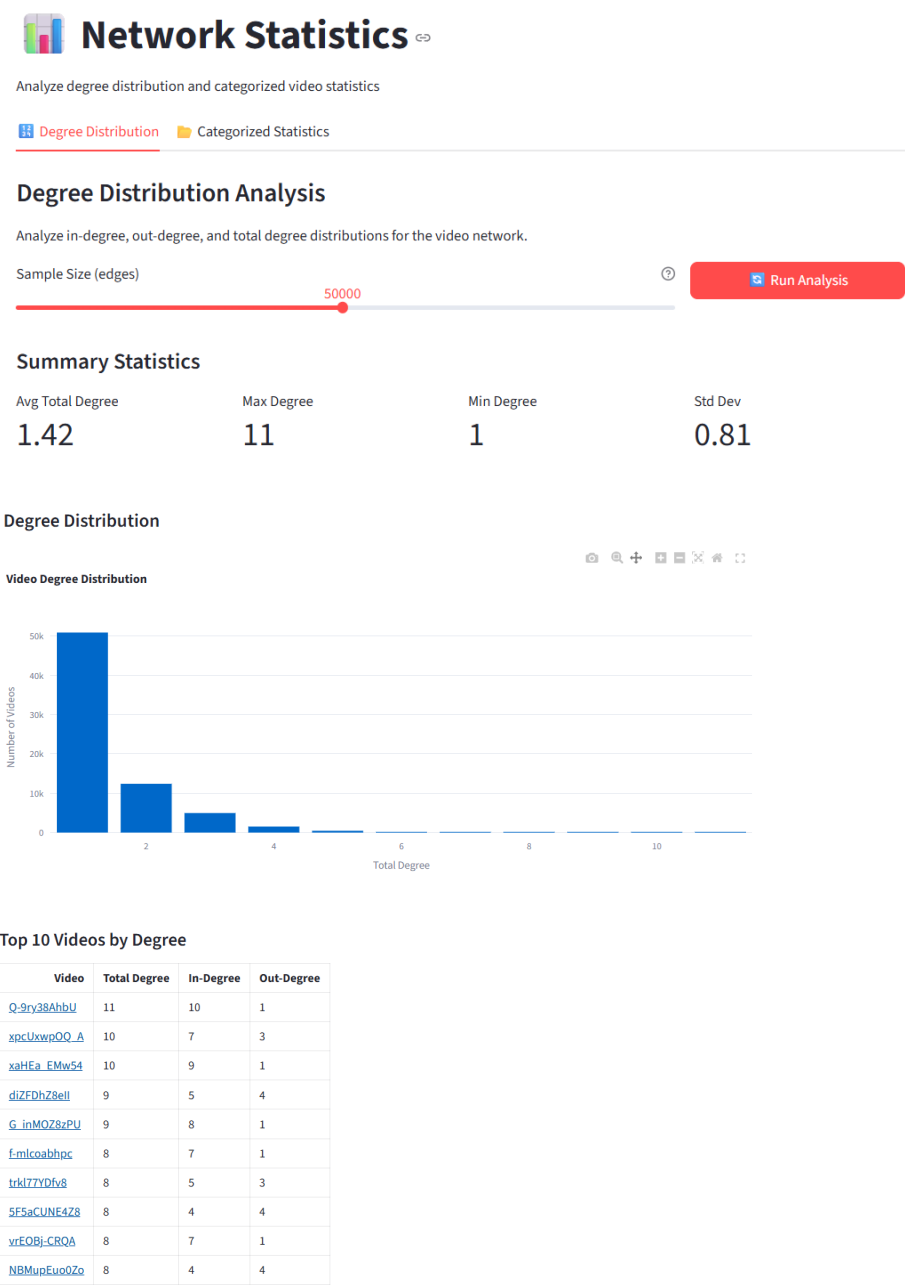 Network Statistics
Analyze degree distribution and categorized video statistics
Degree Distribution Categorized Statistics
Degree Distribution Analysis
Analyze in-degree, out-degree, and total degree distributions for the video network.
Sample Size (edges)
50000
Run Analysis
Summary Statistics
Avg Total Degree Max Degree Min Degree Std Dev
1.42 11 1 0.81
Degree Distribution
Video Degree Distribution
Number of Videos
50k
40k
30k
20k
10k
0
2 4 6 8 10
Total Degree
Top 10 Videos by Degree
Video Total Degree In-Degree Out-Degree
Q-9ry38AhbU 11 10 1
xpcUxwpOQ_A 10 7 3
xaHEa_EMw54 10 9 1
diZFDhZ8eII 9 5 4
G_inMOZ8zPU 9 8 1
f-mlcoabhpc 8 7 1
trkl77YDfv8 8 5 3
5F5aCUNE4Z8 8 4 4
vrEOBj-CRQA 8 7 1
NBMupEuo0Zo 8 4 4